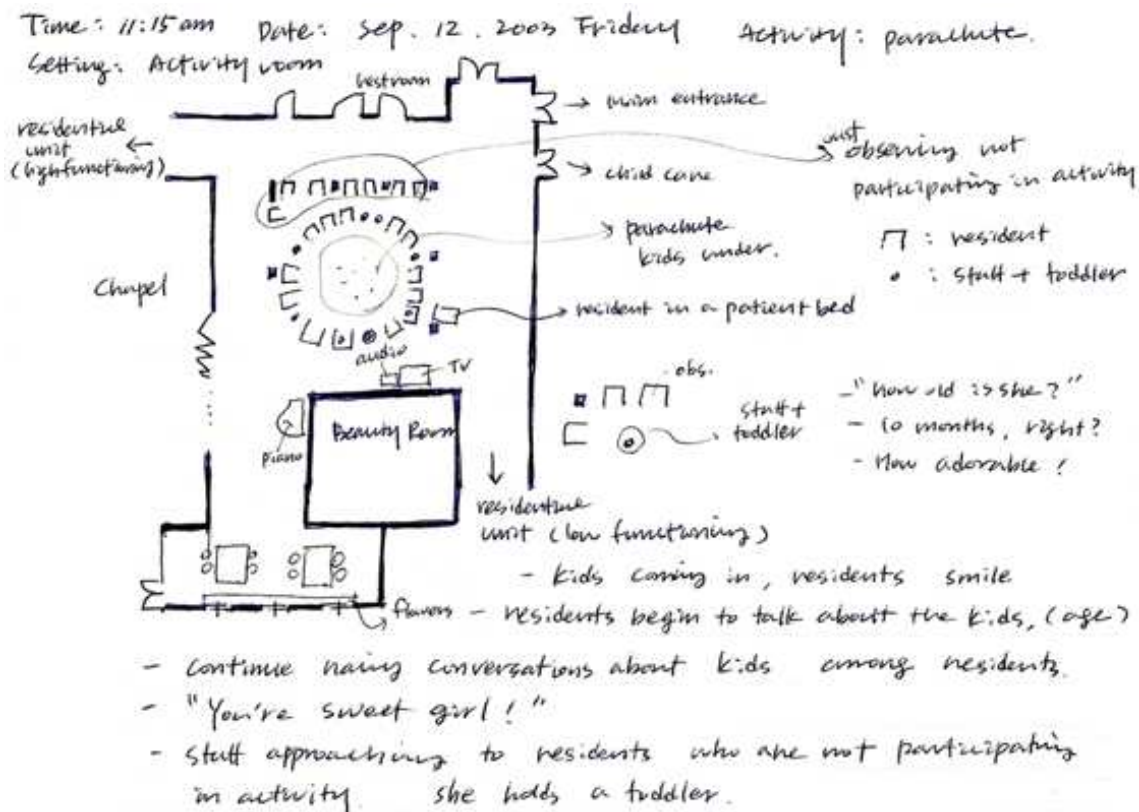 Time: 11:15 am Date: Sep. 12. 2003 Friday Activity: parachute.
Setting: Activity room
restroom
main entrance
residential
unit
(high functioning)
just
observing not
participating in activity
child care
parachute
kids under.
: resident
: staff + toddler
Chapel
resident in a patient bed
audio
TV
obs.
staff +
toddler
- "How old is she?"
- 10 months, right?
- How adorable!
Piano
Beauty Room
residential
unit (low functioning)
- kids coming in, residents smile
flowers - residents begin to talk about the kids, (age)
- continue conversations about kids among residents.
- "You're sweet girl!"
- staff approaching to residents who are not participating
in activity. she holds a toddler.